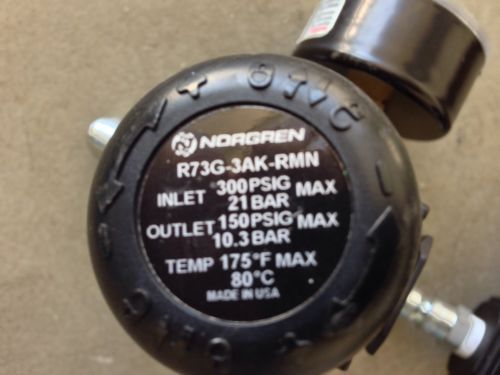 NORGREN
R73G-3AK-RMN
INLET 300 PSIG MAX
21 BAR
OUTLET 150 PSIG MAX
10.3 BAR
TEMP 175°F MAX
80°C
MADE IN USA